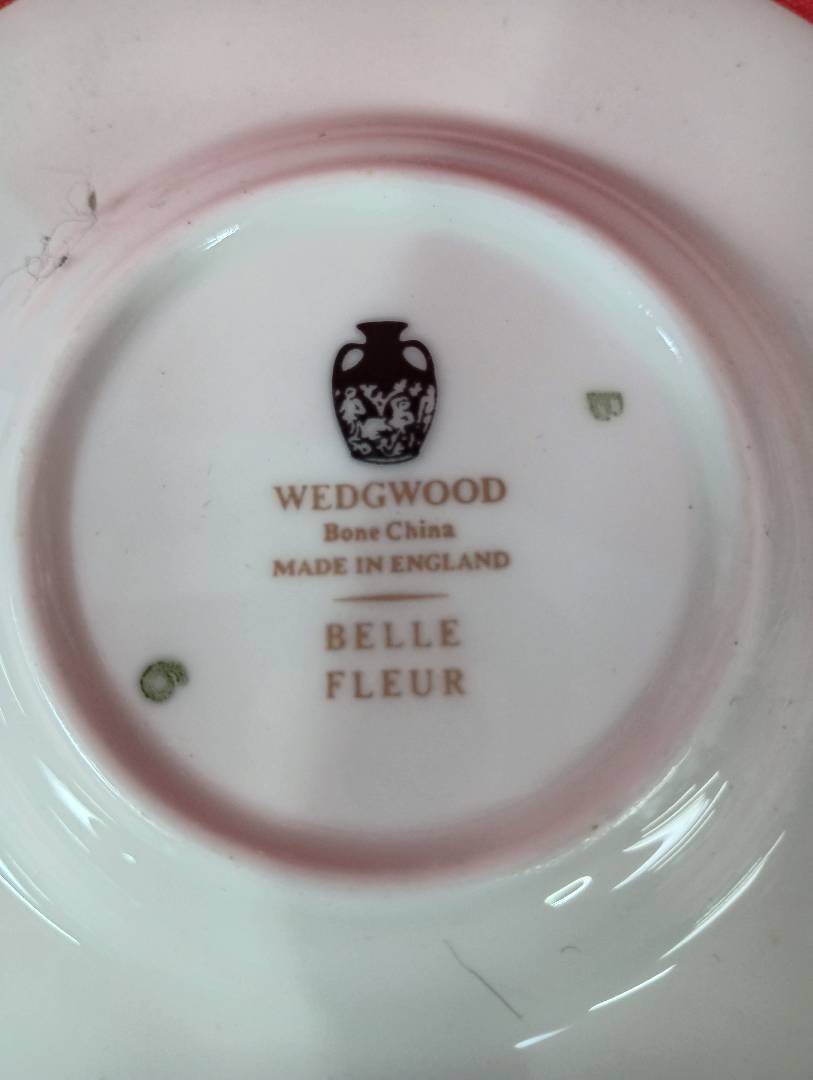 WEDGWOOD
Bone China
MADE IN ENGLAND
BELLE
FLEUR